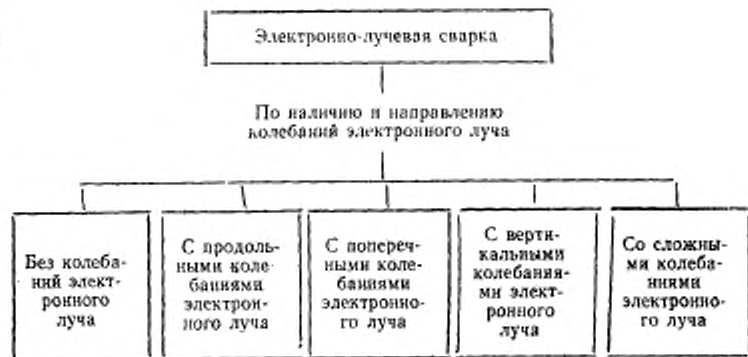 Электронно-лучевая сварка
По наличию и направлению
колебаний электронного луча
Без колеба-
ний элект-
ронного
луча
С продоль-
ными коле-
баниями
электрон-
ного луча
С попереч-
ными коле-
баниями
электронно-
го луча
С верти-
кальными
колебания-
ми элект-
ронного
луча
Со сложны-
ми колеба-
ниями
электронно-
го луча